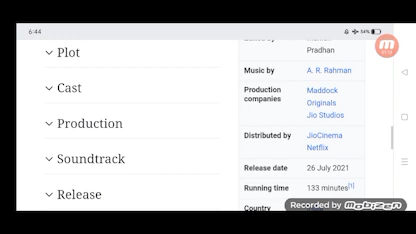 6:44
34%
Plot
Cast
Production
Soundtrack
Release
Pradhan
Music by
A. R. Rahman
Production
companies
Maddock
Originals
Jio Studios
Distributed by
JioCinema
Netflix
Release date
26 July 2021
Running time
133 minutes[1]
Country
Recorded by
MOBIZEN